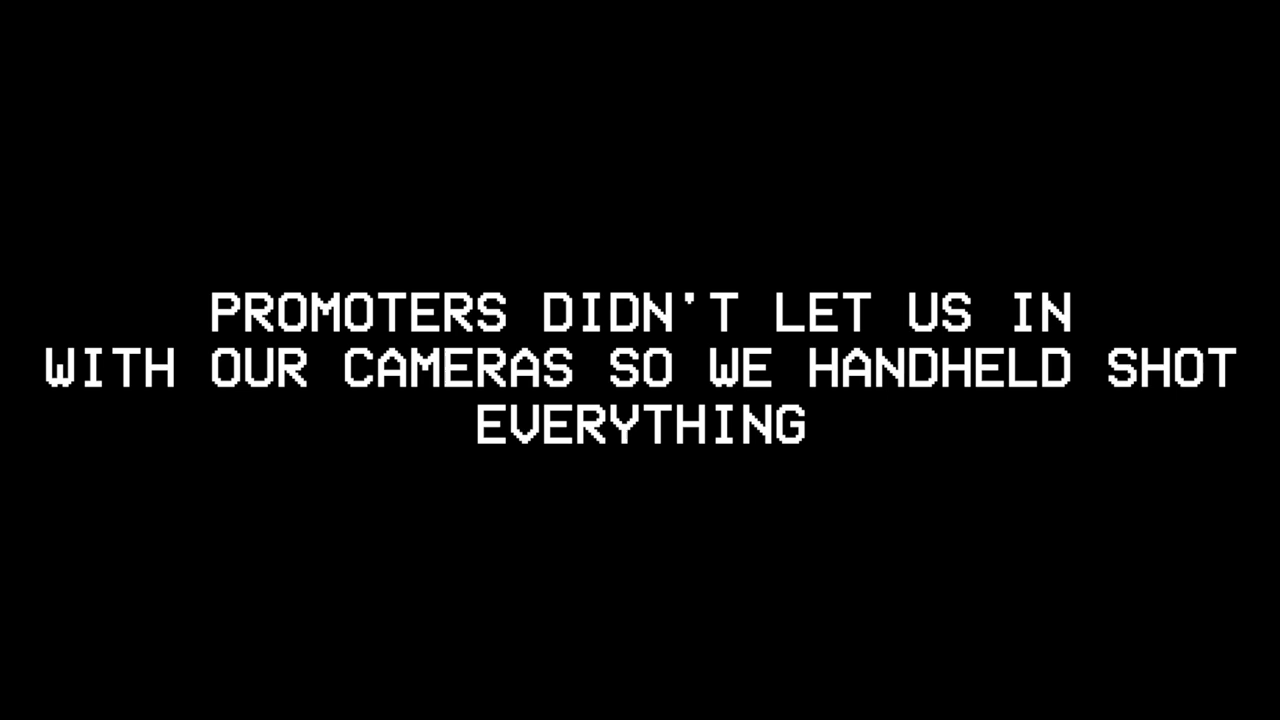 PROMOTERS DIDN'T LET US IN
WITH OUR CAMERAS SO WE HANDHELD SHOT
EVERYTHING